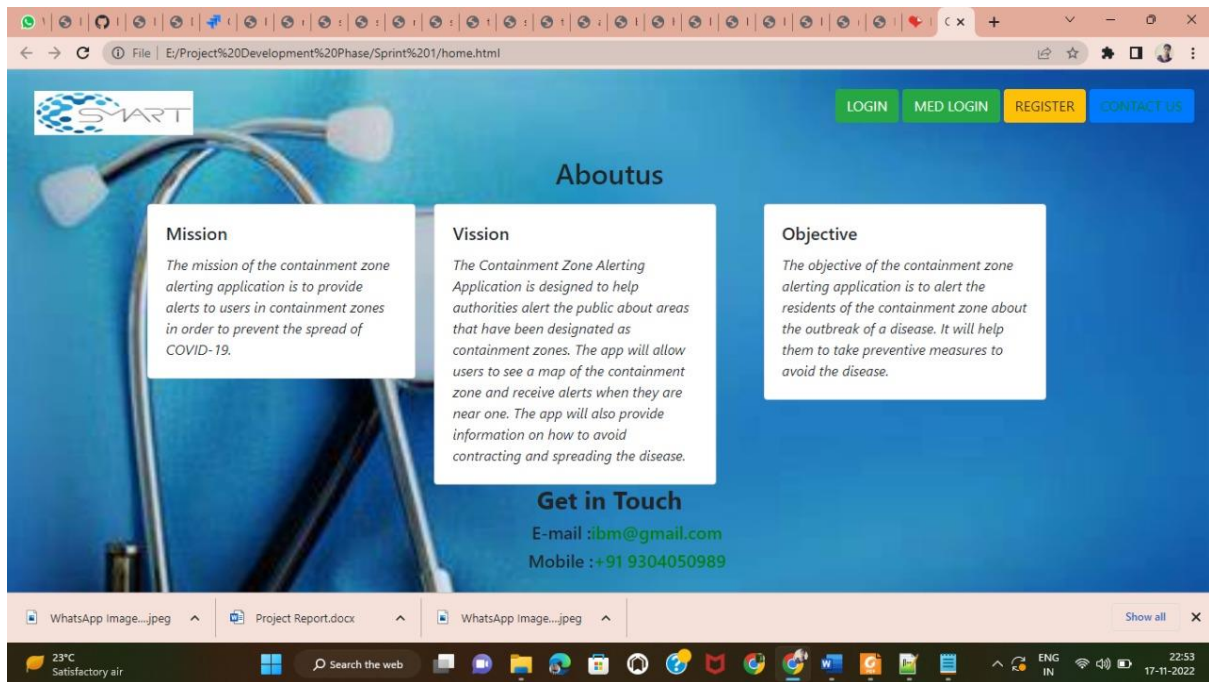 File E:/Project%20Development%20Phase/Sprint%201/home.html
SMART
LOGIN MED LOGIN REGISTER CONTACT US
Aboutus
Mission
The mission of the containment zone
alerting application is to provide
alerts to users in containment zones
in order to prevent the spread of
COVID-19.
Vission
The Containment Zone Alerting
Application is designed to help
authorities alert the public about areas
that have been designated as
containment zones. The app will allow
users to see a map of the containment
zone and receive alerts when they are
near one. The app will also provide
information on how to avoid
contracting and spreading the disease.
Objective
The objective of the containment zone
alerting application is to alert the
residents of the containment zone about
the outbreak of a disease. It will help
them to take preventive measures to
avoid the disease.
Get in Touch
E-mail :ibm@gmail.com
Mobile :+91 9304050989
WhatsApp Image....jpeg Project Report.docx WhatsApp Image....jpeg Show all
23°C
Satisfactory air
Search the web
ENG
IN
22:53
17-11-2022